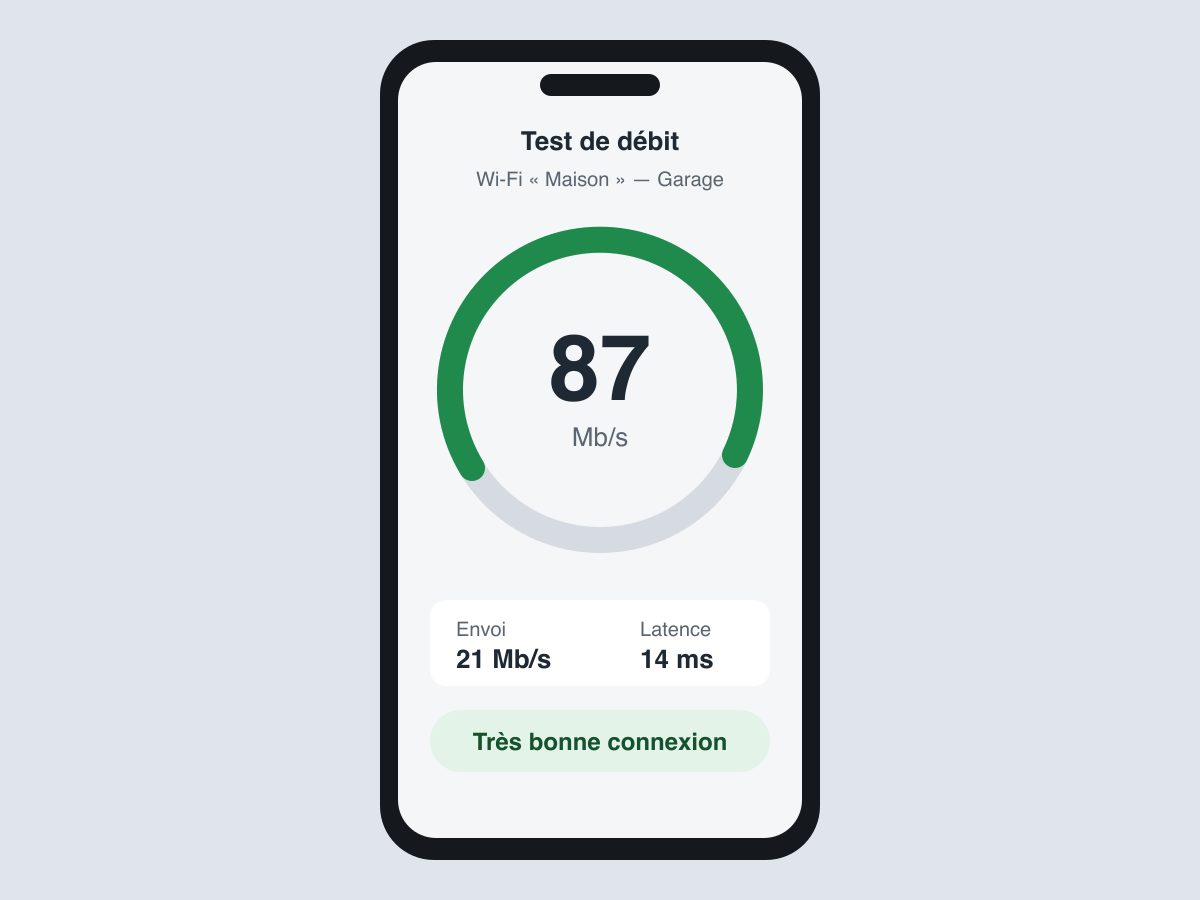 Test de débit
Wi-Fi « Maison » — Garage
87
Mb/s
Envoi
21 Mb/s
Latence
14 ms
Très bonne connexion